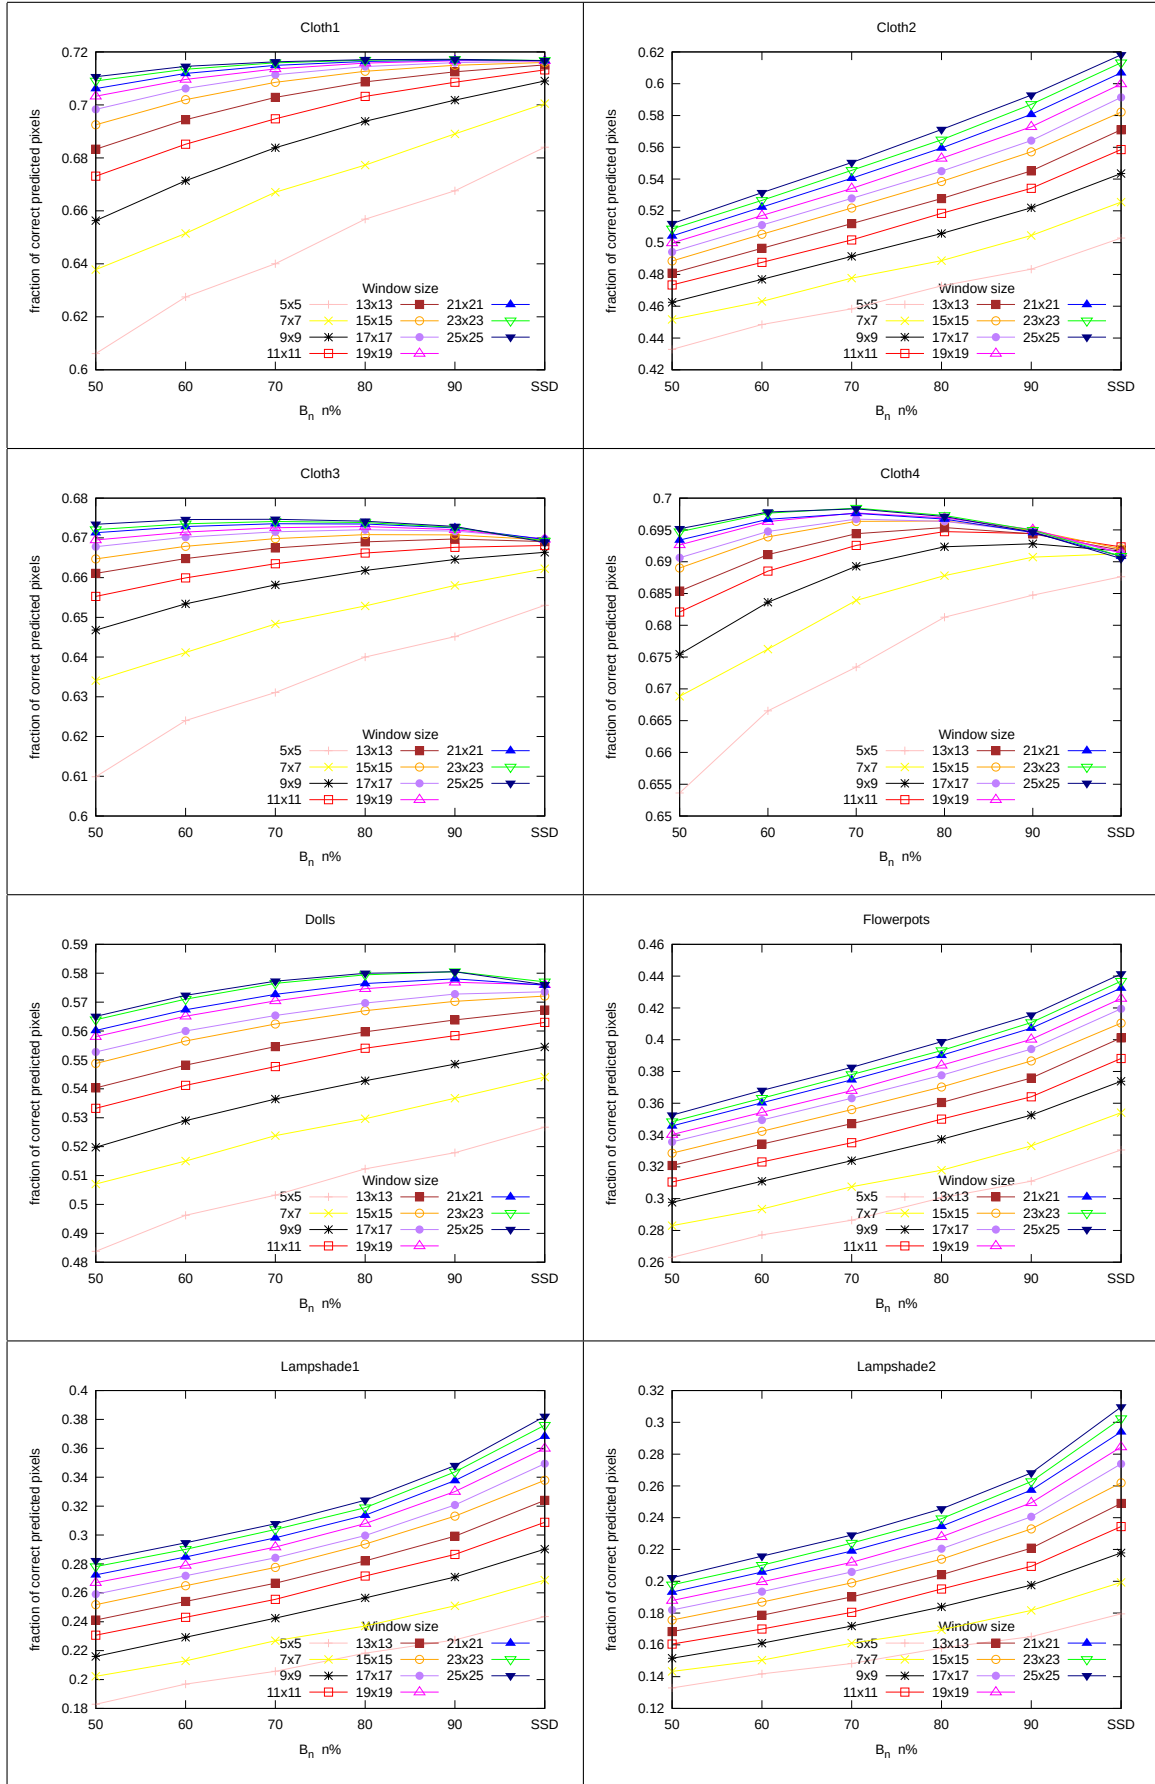 Cloth1
fraction of correct predicted pixels
0.72
0.7
0.68
0.66
0.64
0.62
0.6
Window size
5x5 13x13 21x21
7x7 15x15 23x23
9x9 17x17 25x25
11x11 19x19
50 60 70 80 90 SSD
Bn n%
Cloth2
fraction of correct predicted pixels
0.62
0.6
0.58
0.56
0.54
0.52
0.5
0.48
0.46
0.44
0.42
Window size
5x5 13x13 21x21
7x7 15x15 23x23
9x9 17x17 25x25
11x11 19x19
50 60 70 80 90 SSD
Bn n%
Cloth3
fraction of correct predicted pixels
0.68
0.67
0.66
0.65
0.64
0.63
0.62
0.61
0.6
Window size
5x5 13x13 21x21
7x7 15x15 23x23
9x9 17x17 25x25
11x11 19x19
50 60 70 80 90 SSD
Bn n%
Cloth4
fraction of correct predicted pixels
0.7
0.695
0.69
0.685
0.68
0.675
0.67
0.665
0.66
0.655
0.65
Window size
5x5 13x13 21x21
7x7 15x15 23x23
9x9 17x17 25x25
11x11 19x19
50 60 70 80 90 SSD
Bn n%
Dolls
fraction of correct predicted pixels
0.59
0.58
0.57
0.56
0.55
0.54
0.53
0.52
0.51
0.5
0.49
0.48
Window size
5x5 13x13 21x21
7x7 15x15 23x23
9x9 17x17 25x25
11x11 19x19
50 60 70 80 90 SSD
Bn n%
Flowerpots
fraction of correct predicted pixels
0.46
0.44
0.42
0.4
0.38
0.36
0.34
0.32
0.3
0.28
0.26
Window size
5x5 13x13 21x21
7x7 15x15 23x23
9x9 17x17 25x25
11x11 19x19
50 60 70 80 90 SSD
Bn n%
Lampshade1
fraction of correct predicted pixels
0.4
0.38
0.36
0.34
0.32
0.3
0.28
0.26
0.24
0.22
0.2
0.18
Window size
5x5 13x13 21x21
7x7 15x15 23x23
9x9 17x17 25x25
11x11 19x19
50 60 70 80 90 SSD
Bn n%
Lampshade2
fraction of correct predicted pixels
0.32
0.3
0.28
0.26
0.24
0.22
0.2
0.18
0.16
0.14
0.12
Window size
5x5 13x13 21x21
7x7 15x15 23x23
9x9 17x17 25x25
11x11 19x19
50 60 70 80 90 SSD
Bn n%